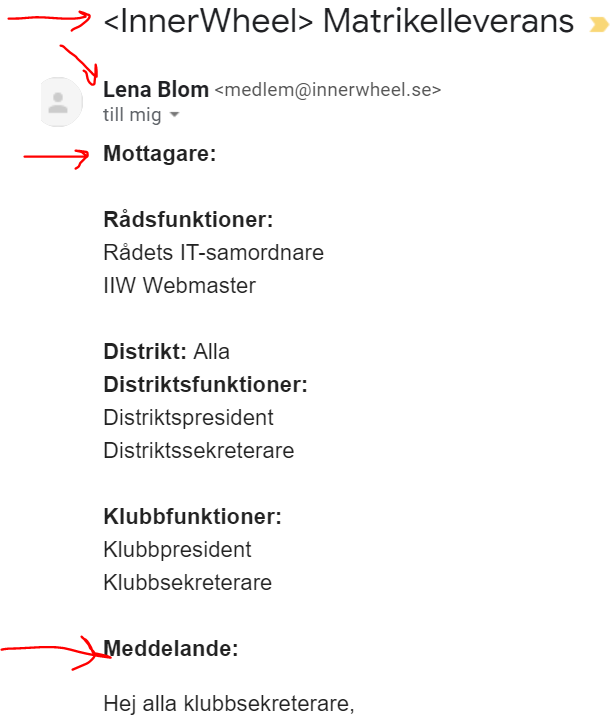 <InnerWheel> Matrikelleverans
Lena Blom <medlem@innerwheel.se>
till mig
Mottagare:
Rådsfunktioner:
Rådets IT-samordnare
IIW Webmaster
Distrikt: Alla
Distriktsfunktioner:
Distriktspresident
Distriktssekreterare
Klubbfunktioner:
Klubbpresident
Klubbsekreterare
Meddelande:
Hej alla klubbsekreterare,